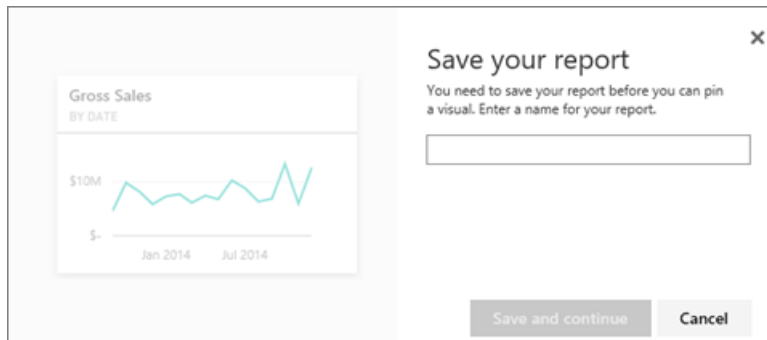 Gross Sales
BY DATE
$10M
$-
Jan 2014 Jul 2014
Save your report
You need to save your report before you can pin
a visual. Enter a name for your report.
Save and continue Cancel